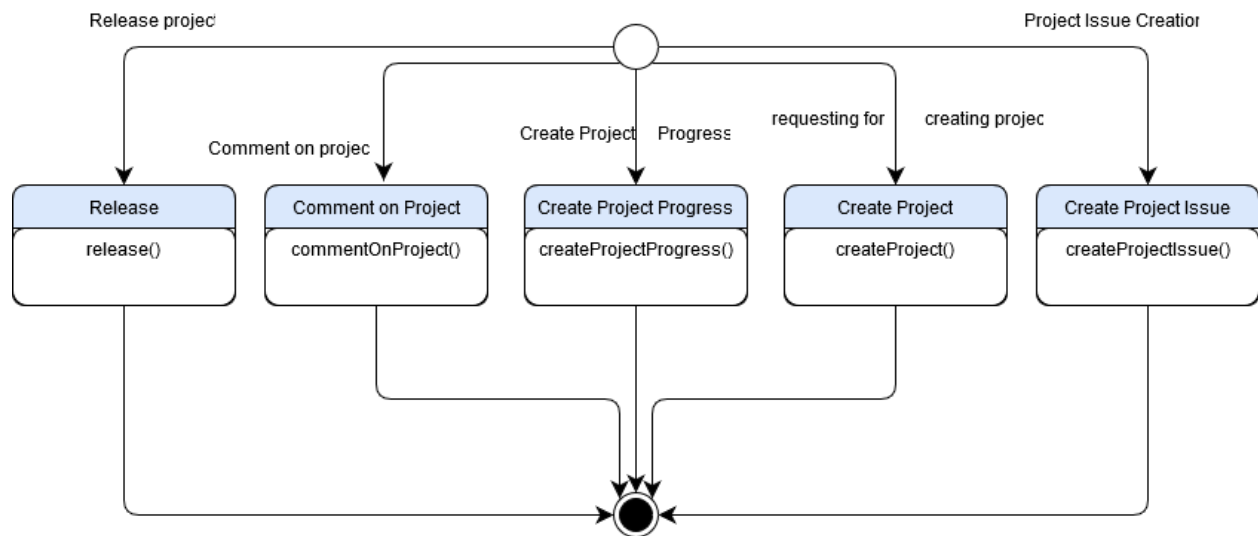 Release projec
Project Issue Creation
requesting for creating projec
Create Project Progress
Comment on projec
Release
Comment on Project
Create Project Progress
Create Project
Create Project Issue
release()
commentOnProject()
createProjectProgress()
createProject()
createProjectIssue()